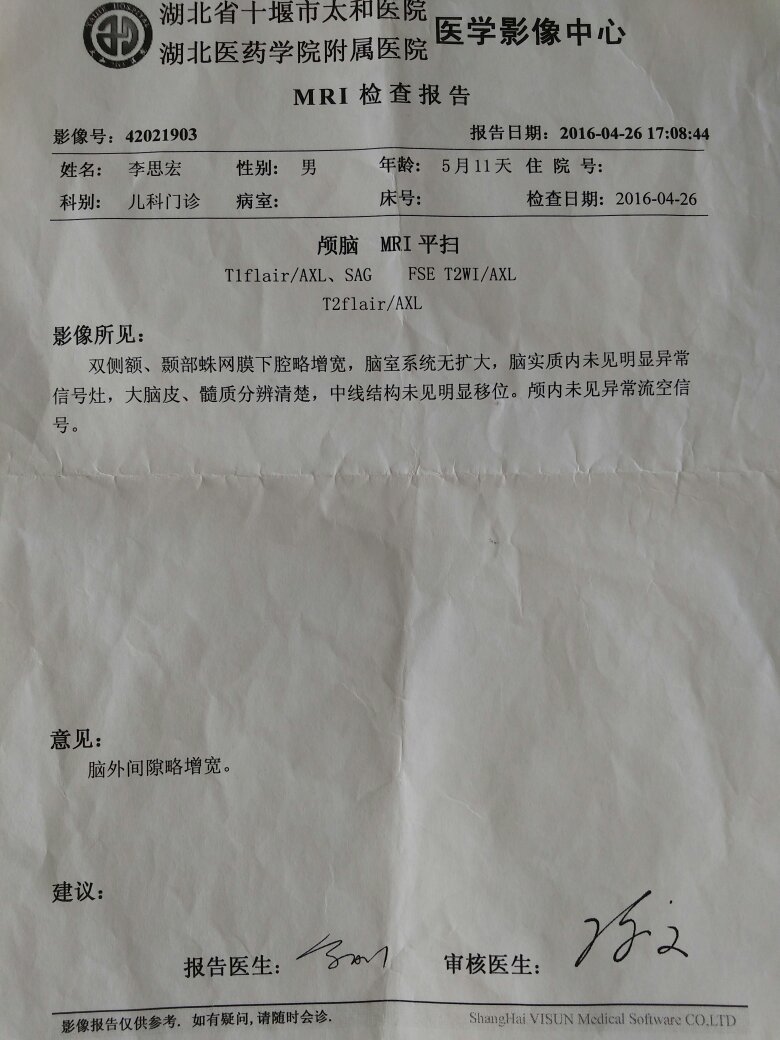 湖北省十堰市太和医院
湖北医药学院附属医院
医学影像中心
MRI 检查报告
影像号：42021903 报告日期：2016-04-26 17:08:44
姓名： 李思宏 性别： 男 年龄： 5月11天 住 院 号：
科别： 儿科门诊 病室： 床号： 检查日期：2016-04-26
颅脑 MRI 平扫
T1flair/AXL、SAG FSE T2WI/AXL
T2flair/AXL
影像所见：
双侧额、颞部蛛网膜下腔略增宽，脑室系统无扩大，脑实质内未见明显异常
信号灶，大脑皮、髓质分辨清楚，中线结构未见明显移位。颅内未见异常流空信
号。
意见：
脑外间隙略增宽。
建议：
报告医生： 审核医生：
影像报告仅供参考. 如有疑问,请随时会诊. ShangHai VISUN Medical Software CO.LTD